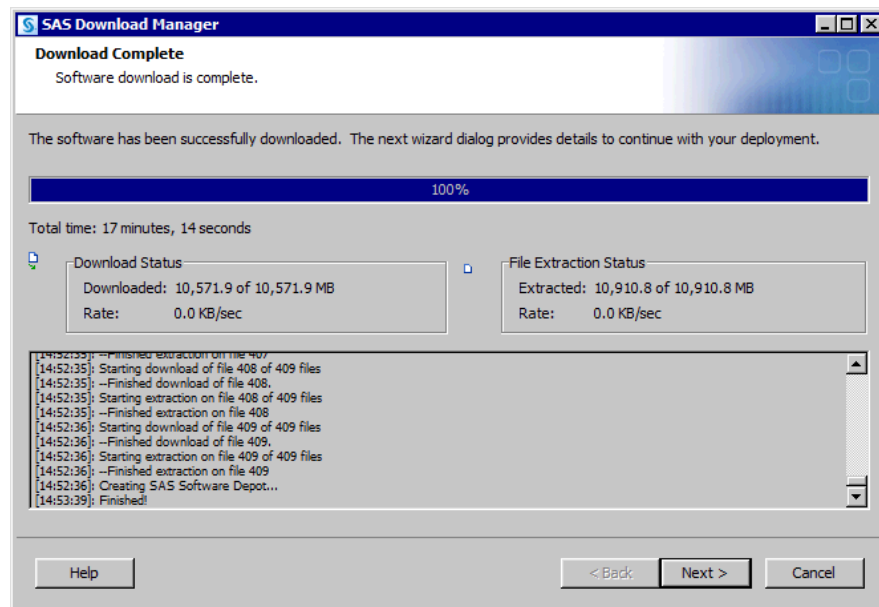 SAS Download Manager
Download Complete
Software download is complete.
The software has been successfully downloaded. The next wizard dialog provides details to continue with your deployment.
100%
Total time: 17 minutes, 14 seconds
Download Status
Downloaded: 10,571.9 of 10,571.9 MB
Rate: 0.0 KB/sec
File Extraction Status
Extracted: 10,910.8 of 10,910.8 MB
Rate: 0.0 KB/sec
[14:52:35]: --Finished extraction on file 407
[14:52:35]: Starting download of file 408 of 409 files
[14:52:35]: --Finished download of file 408.
[14:52:35]: Starting extraction on file 408 of 409 files
[14:52:35]: --Finished extraction on file 408
[14:52:36]: Starting download of file 409 of 409 files
[14:52:36]: --Finished download of file 409.
[14:52:36]: Starting extraction on file 409 of 409 files
[14:52:36]: --Finished extraction on file 409
[14:52:36]: Creating SAS Software Depot...
[14:53:39]: Finished!
Help
< Back
Next >
Cancel